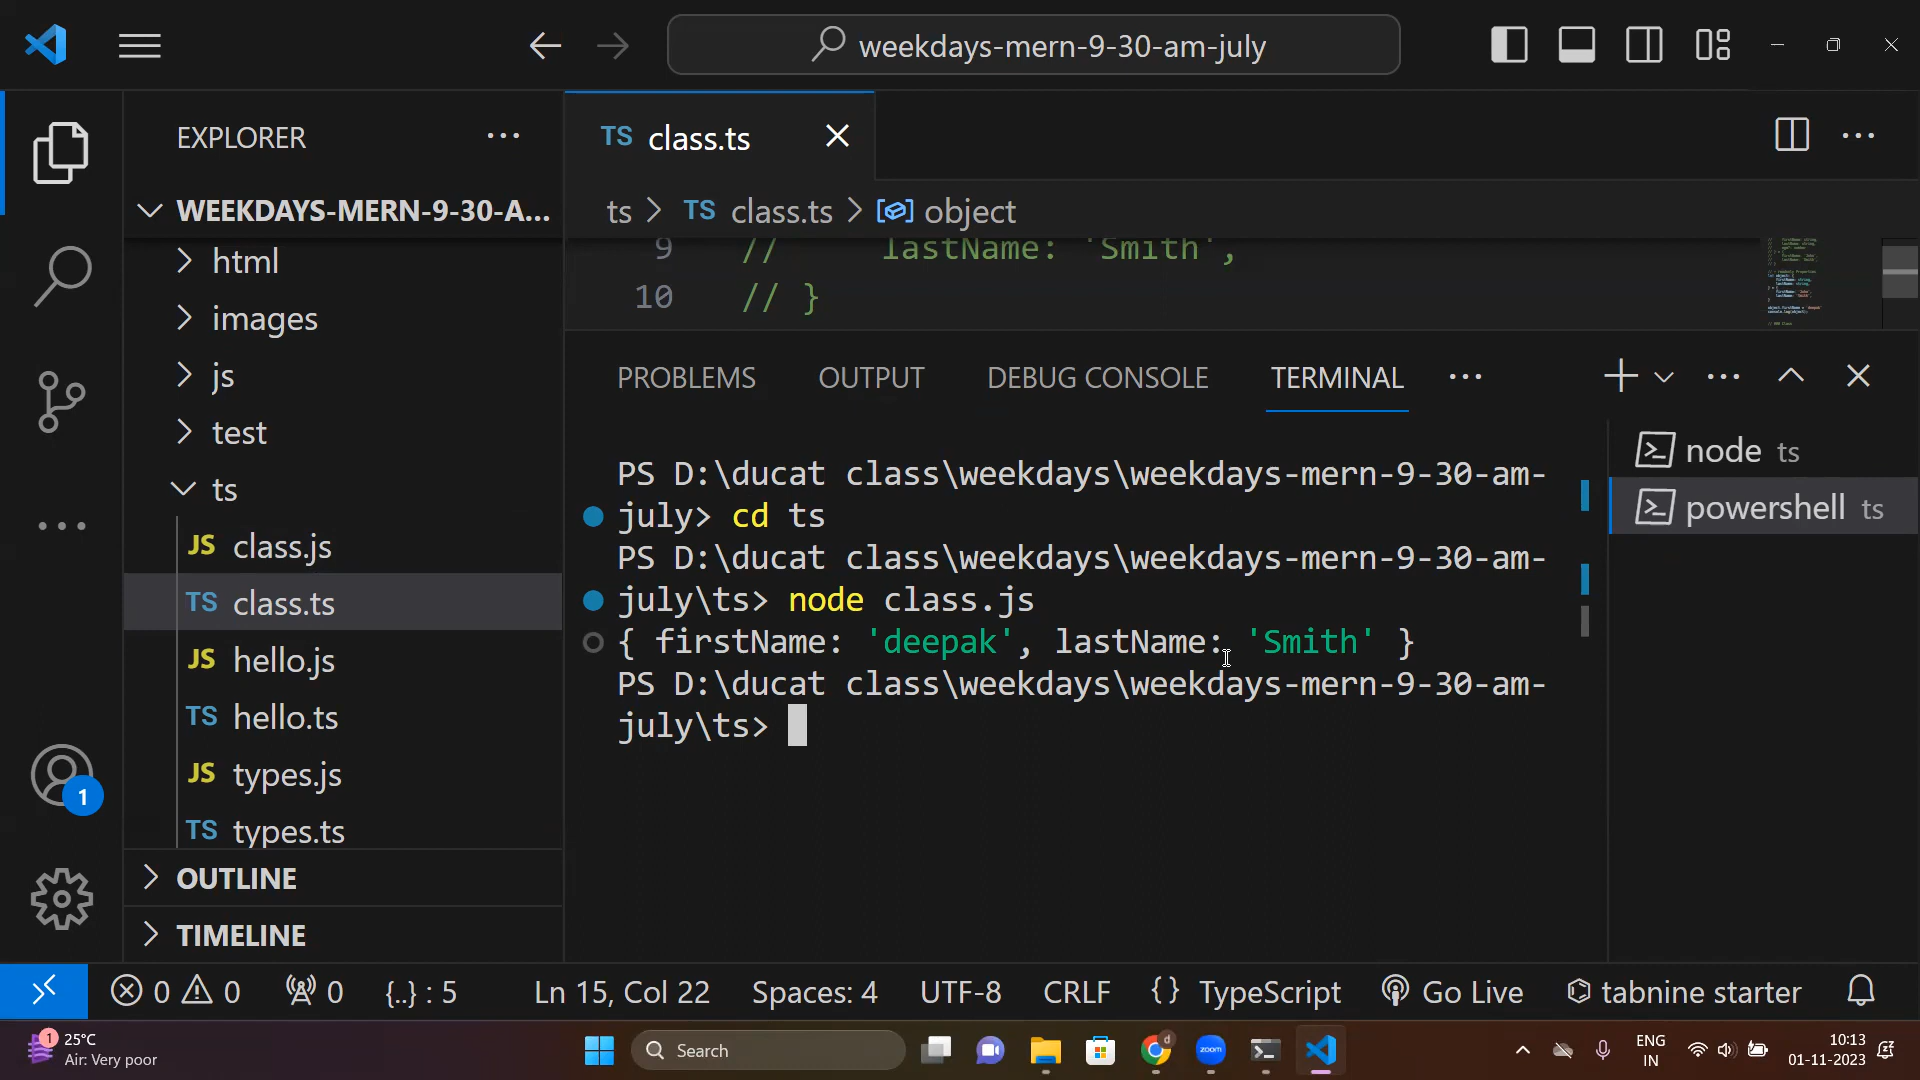 weekdays-mern-9-30-am-july
EXPLORER
WEEKDAYS-MERN-9-30-A...
html
images
js
test
ts
JS class.js
TS class.ts
JS hello.js
TS hello.ts
JS types.js
TS types.ts
OUTLINE
TIMELINE
TS class.ts
ts > TS class.ts > object
9 // lastName: 'Smith',
10 // }
PROBLEMS OUTPUT DEBUG CONSOLE TERMINAL
PS D:\ducat class\weekdays\weekdays-mern-9-30-am-
july> cd ts
PS D:\ducat class\weekdays\weekdays-mern-9-30-am-
july\ts> node class.js
{ firstName: 'deepak', lastName: 'Smith' }
PS D:\ducat class\weekdays\weekdays-mern-9-30-am-
july\ts>
node ts
powershell ts
1
0 0 0 {..} : 5 Ln 15, Col 22 Spaces: 4 UTF-8 CRLF {} TypeScript Go Live tabnine starter
1
25°C
Air: Very poor
Search
d
zoom
ENG
IN
10:13
01-11-2023